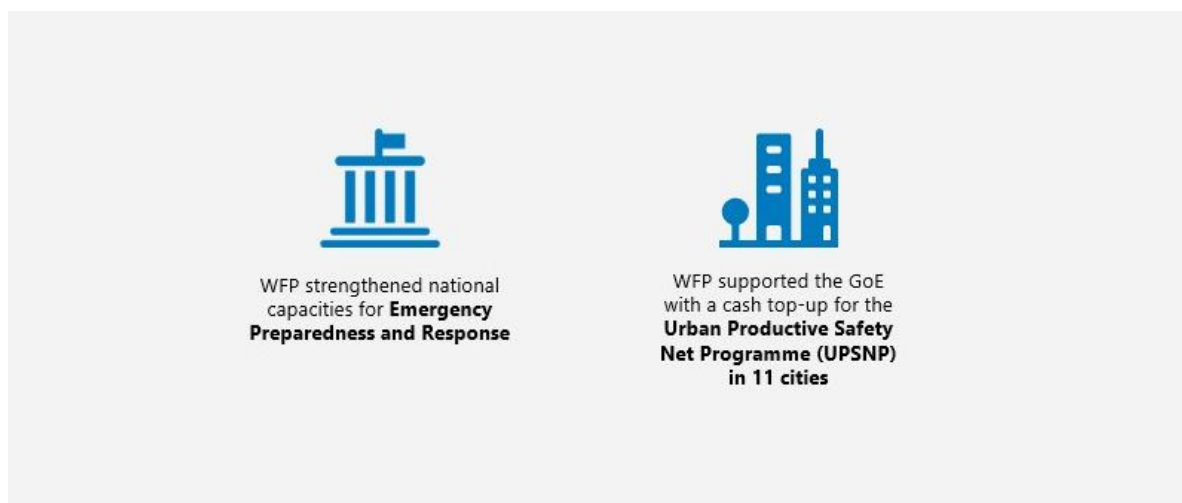 WFP strengthened national
capacities for Emergency
Preparedness and Response
WFP supported the GoE
with a cash top-up for the
Urban Productive Safety
Net Programme (UPSNP)
in 11 cities